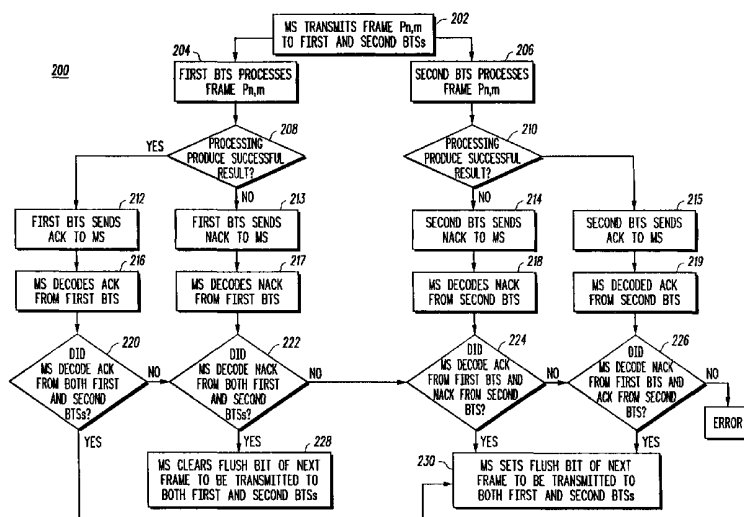 200
202
MS TRANSMITS FRAME Pn,m
TO FIRST AND SECOND BTSs
204
FIRST BTS PROCESSES
FRAME Pn,m
206
SECOND BTS PROCESSES
FRAME Pn,m
208
PROCESSING
PRODUCE SUCCESSFUL
RESULT?
YES
NO
210
PROCESSING
PRODUCE SUCCESSFUL
RESULT?
NO
212
FIRST BTS SENDS
ACK TO MS
213
FIRST BTS SENDS
NACK TO MS
214
SECOND BTS SENDS
NACK TO MS
215
SECOND BTS SENDS
ACK TO MS
216
MS DECODES ACK
FROM FIRST BTS
217
MS DECODES NACK
FROM FIRST BTS
218
MS DECODES NACK
FROM SECOND BTS
219
MS DECODED ACK
FROM SECOND BTS
220
DID
MS DECODE ACK
FROM BOTH FIRST
AND SECOND
BTSs?
NO
YES
222
DID
MS DECODE NACK
FROM BOTH FIRST
AND SECOND
BTSs?
NO
YES
224
DID
MS DECODE ACK
FROM FIRST BTS AND
NACK FROM SECOND
BTS?
NO
YES
226
DID
MS DECODE NACK
FROM FIRST BTS AND
ACK FROM SECOND
BTS?
NO
YES
ERROR
228
MS CLEARS FLUSH BIT OF NEXT
FRAME TO BE TRANSMITTED TO
BOTH FIRST AND SECOND BTSs
230
MS SETS FLUSH BIT OF NEXT
FRAME TO BE TRANSMITTED TO
BOTH FIRST AND SECOND BTSs